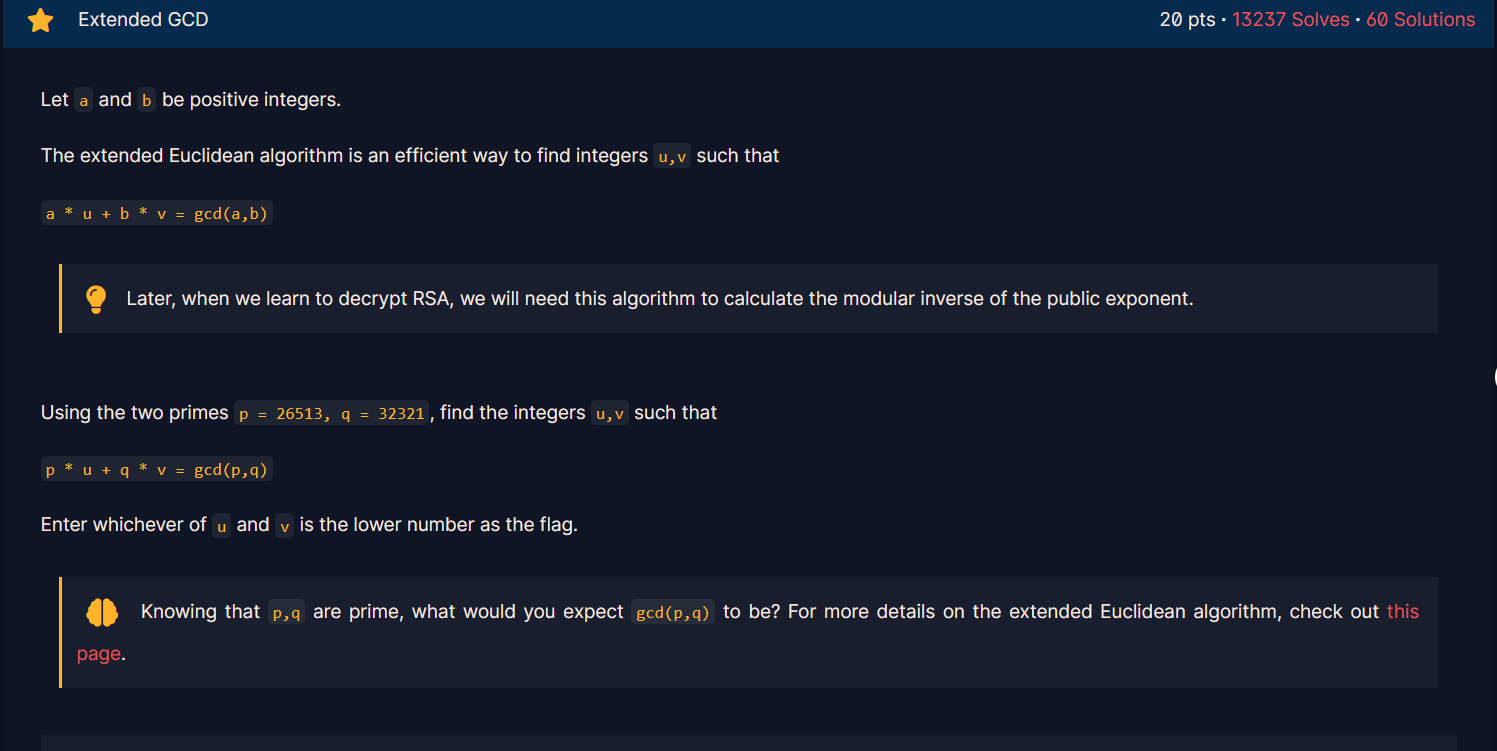 Extended GCD
20 pts · 13237 Solves · 60 Solutions
Let a and b be positive integers.
The extended Euclidean algorithm is an efficient way to find integers u,v such that
a * u + b * v = gcd(a,b)
Later, when we learn to decrypt RSA, we will need this algorithm to calculate the modular inverse of the public exponent.
Using the two primes p = 26513, q = 32321, find the integers u,v such that
p * u + q * v = gcd(p,q)
Enter whichever of u and v is the lower number as the flag.
Knowing that p,q are prime, what would you expect gcd(p,q) to be? For more details on the extended Euclidean algorithm, check out this
page.